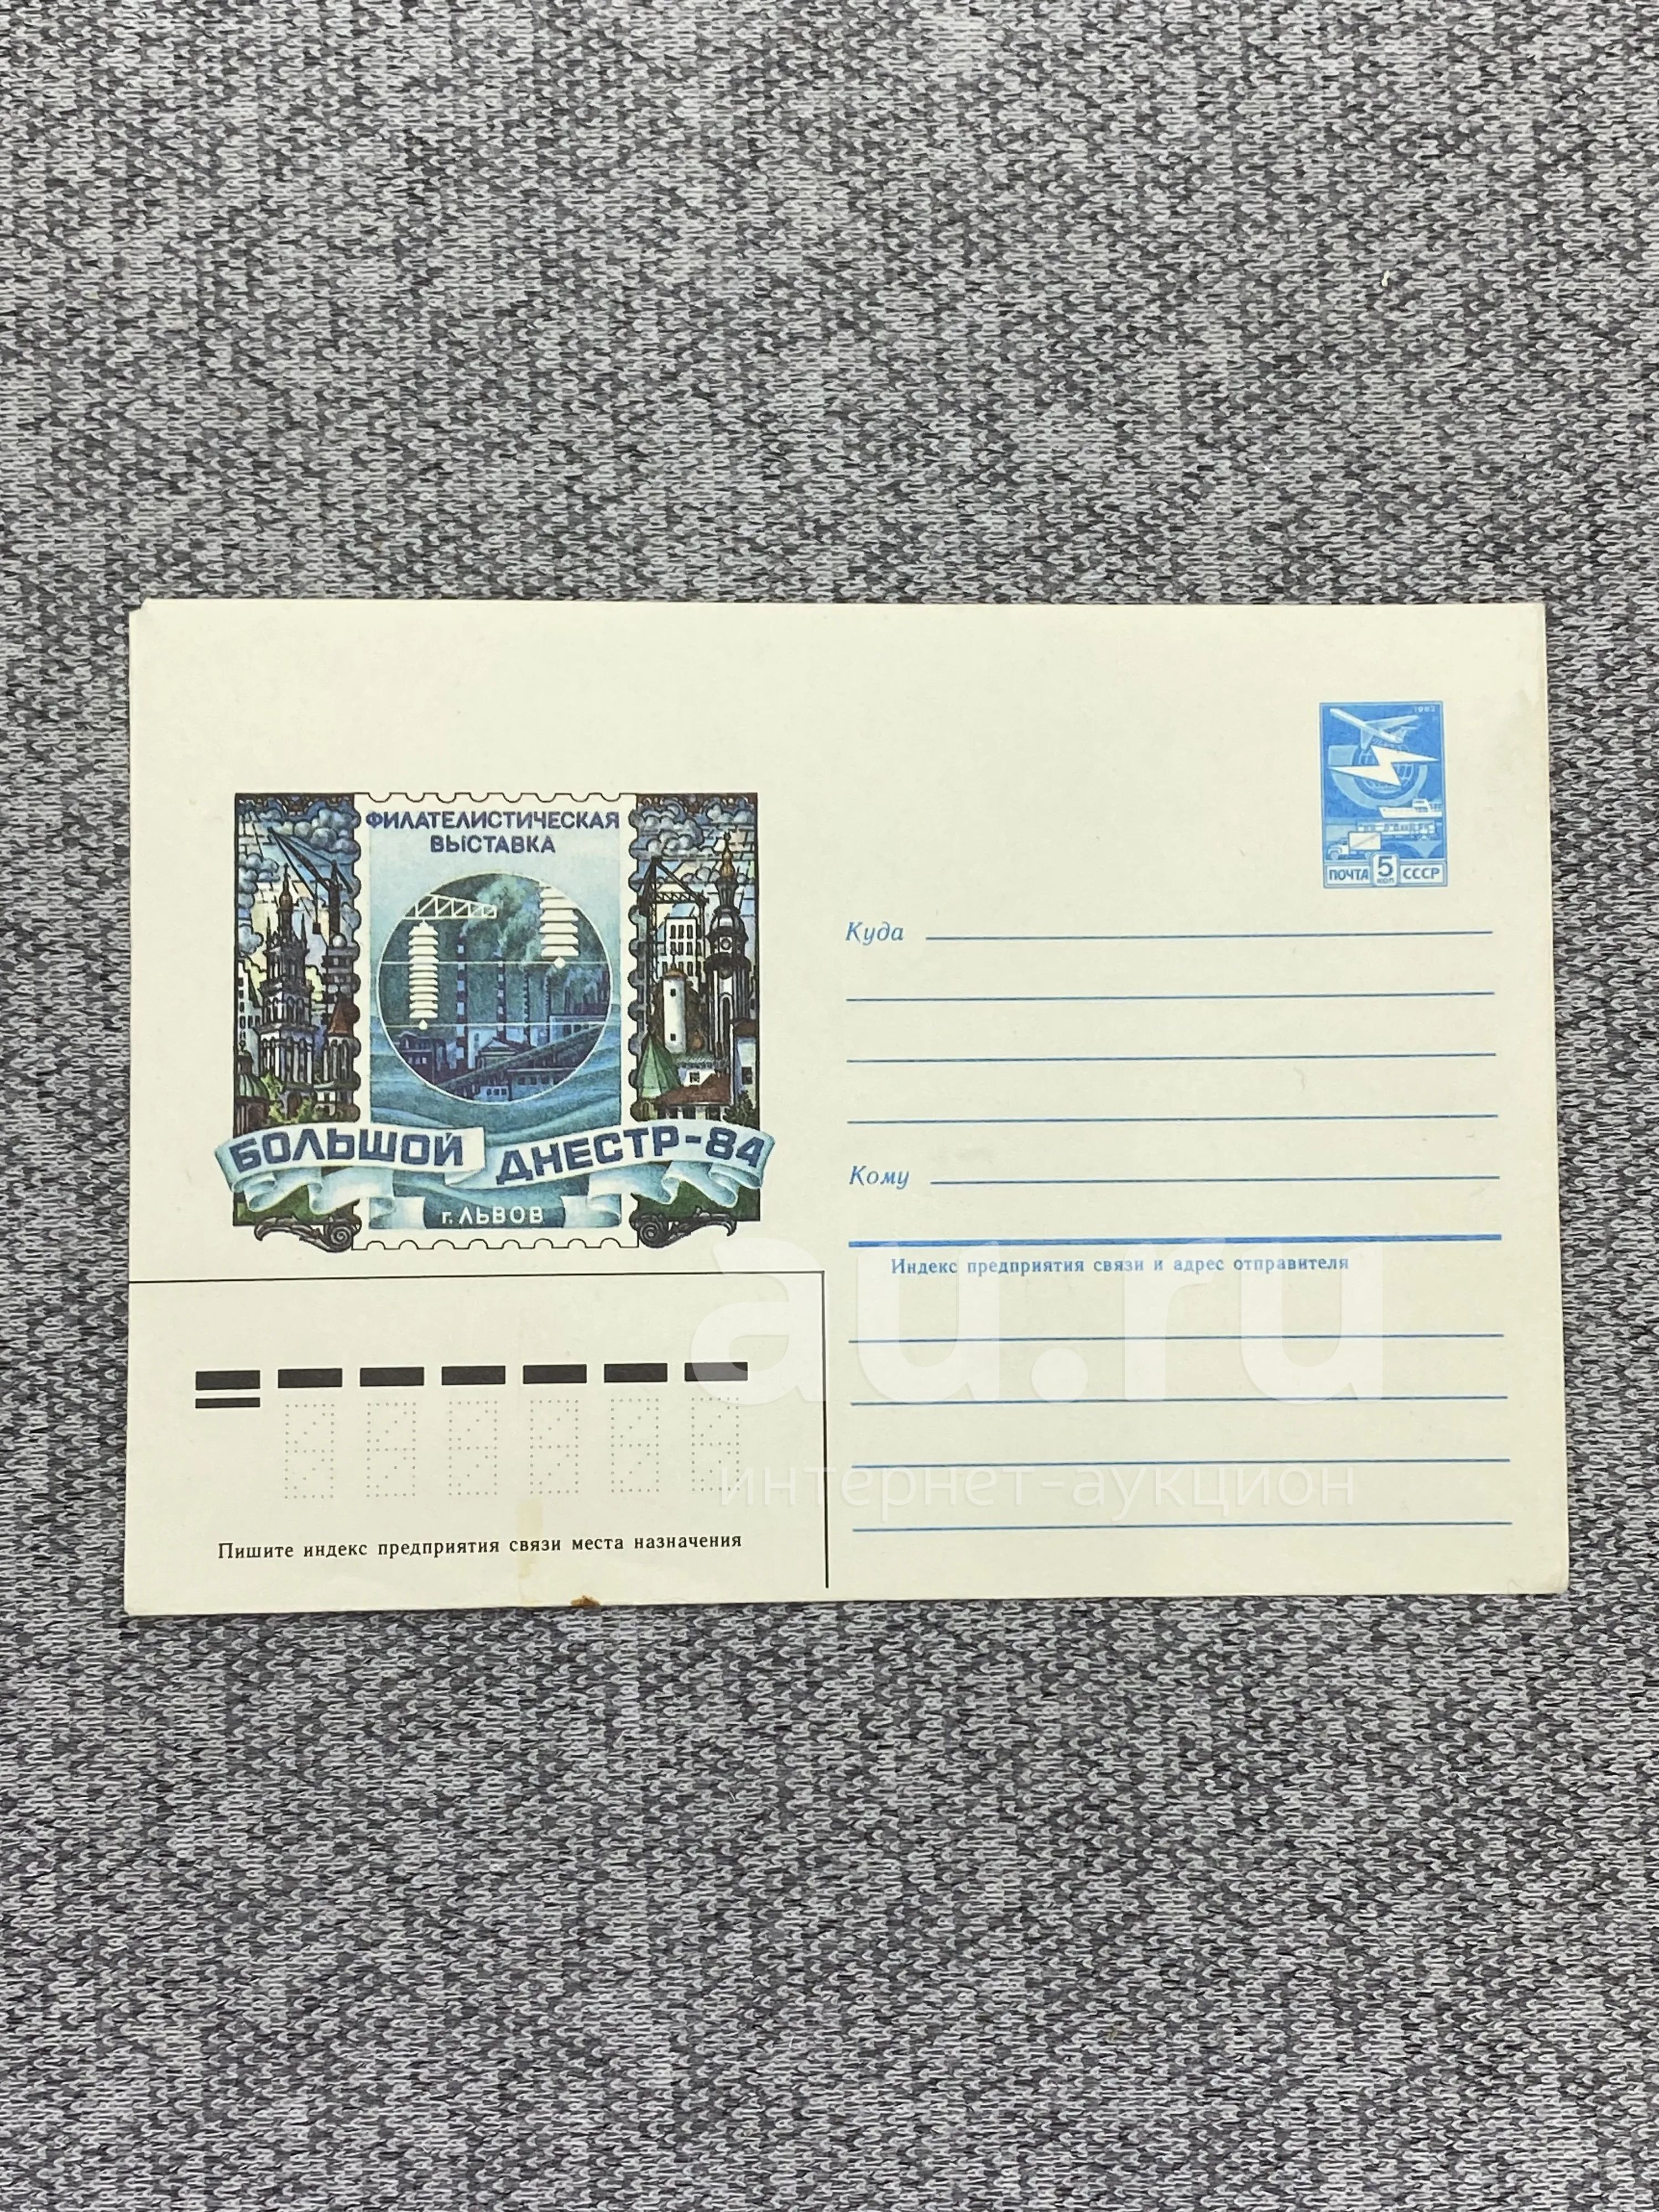 1982
ПОЧТА 5 КОП СССР
ФИЛАТЕЛИСТИЧЕСКАЯ
ВЫСТАВКА
БОЛЬШОЙ ДНЕСТР-84
г. ЛЬВОВ
Куда
Кому
Индекс предприятия связи и адрес отправителя
au.ru
интернет-аукцион
Пишите индекс предприятия связи места назначения